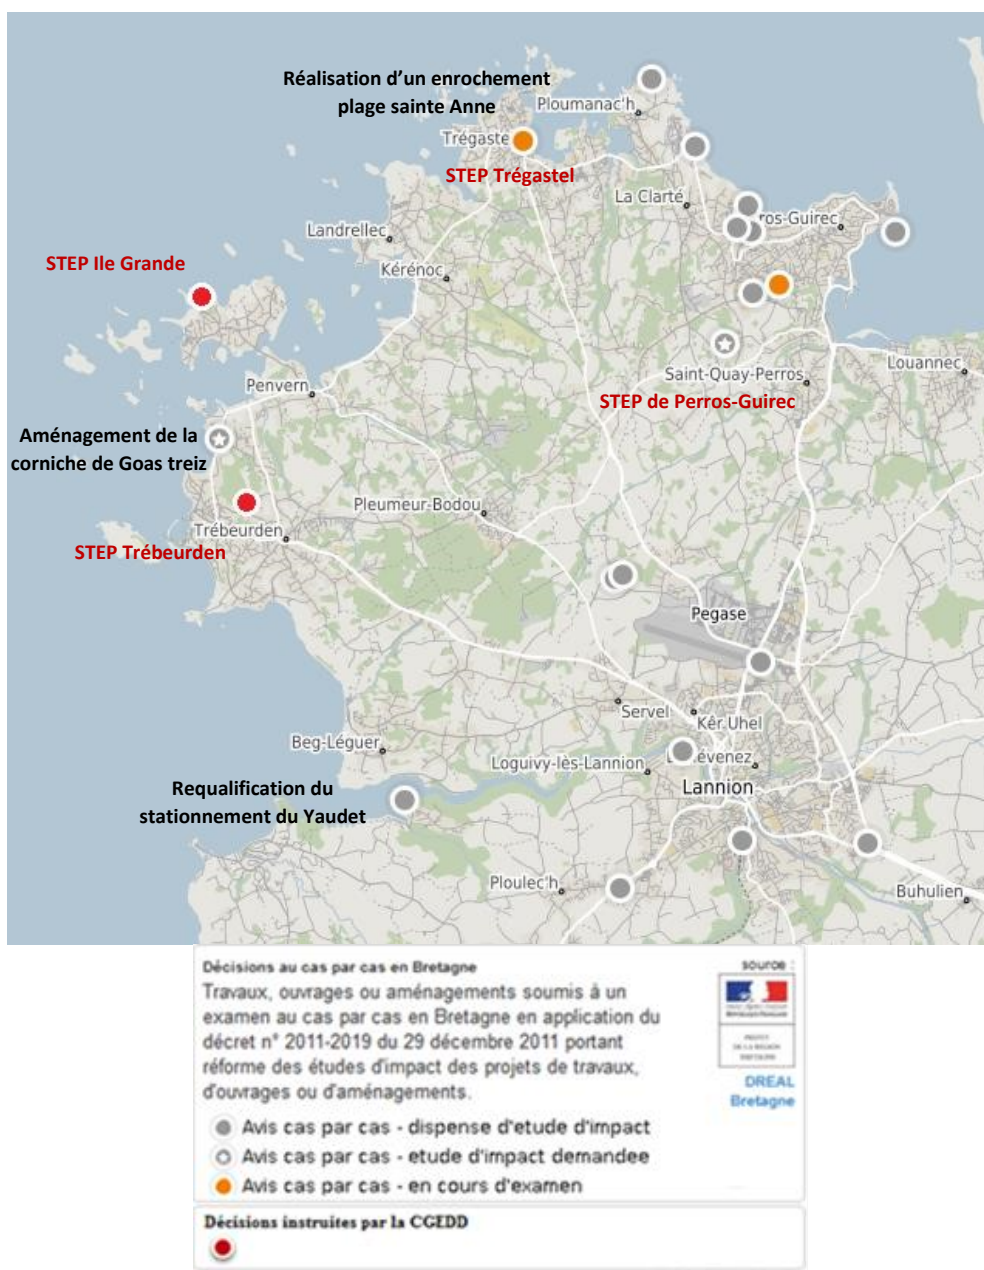 Réalisation d'un enrochement
plage sainte Anne
Ploumanac'h
Trégaste
STEP Trégastel
La Clarté
ros-Guirec
Landrellec
STEP Ile Grande
Kérénoc
Louannec
Saint-Quay-Perros
Penvern
STEP de Perros-Guirec
Aménagement de la
corniche de Goas treiz
Pleumeur-Bodou
Trébeurden
STEP Trébeurden
Pegase
Servel
Kér Uhel
Beg-Léguer
Loguivy-lès-Lannion
évenez
Requalification du
stationnement du Yaudet
Lannion
Ploulec'h
Buhulien
Décisions au cas par cas en Bretagne
source :
Travaux, ouvrages ou aménagements soumis à un
examen au cas par cas en Bretagne en application du
décret n° 2011-2019 du 29 décembre 2011 portant
réforme des études d'impact des projets de travaux,
d'ouvrages ou d'aménagements.
DREAL
Bretagne
Avis cas par cas - dispense d'etude d'impact
Avis cas par cas - etude d'impact demandee
Avis cas par cas - en cours d'examen
Décisions instruites par la CGEDD